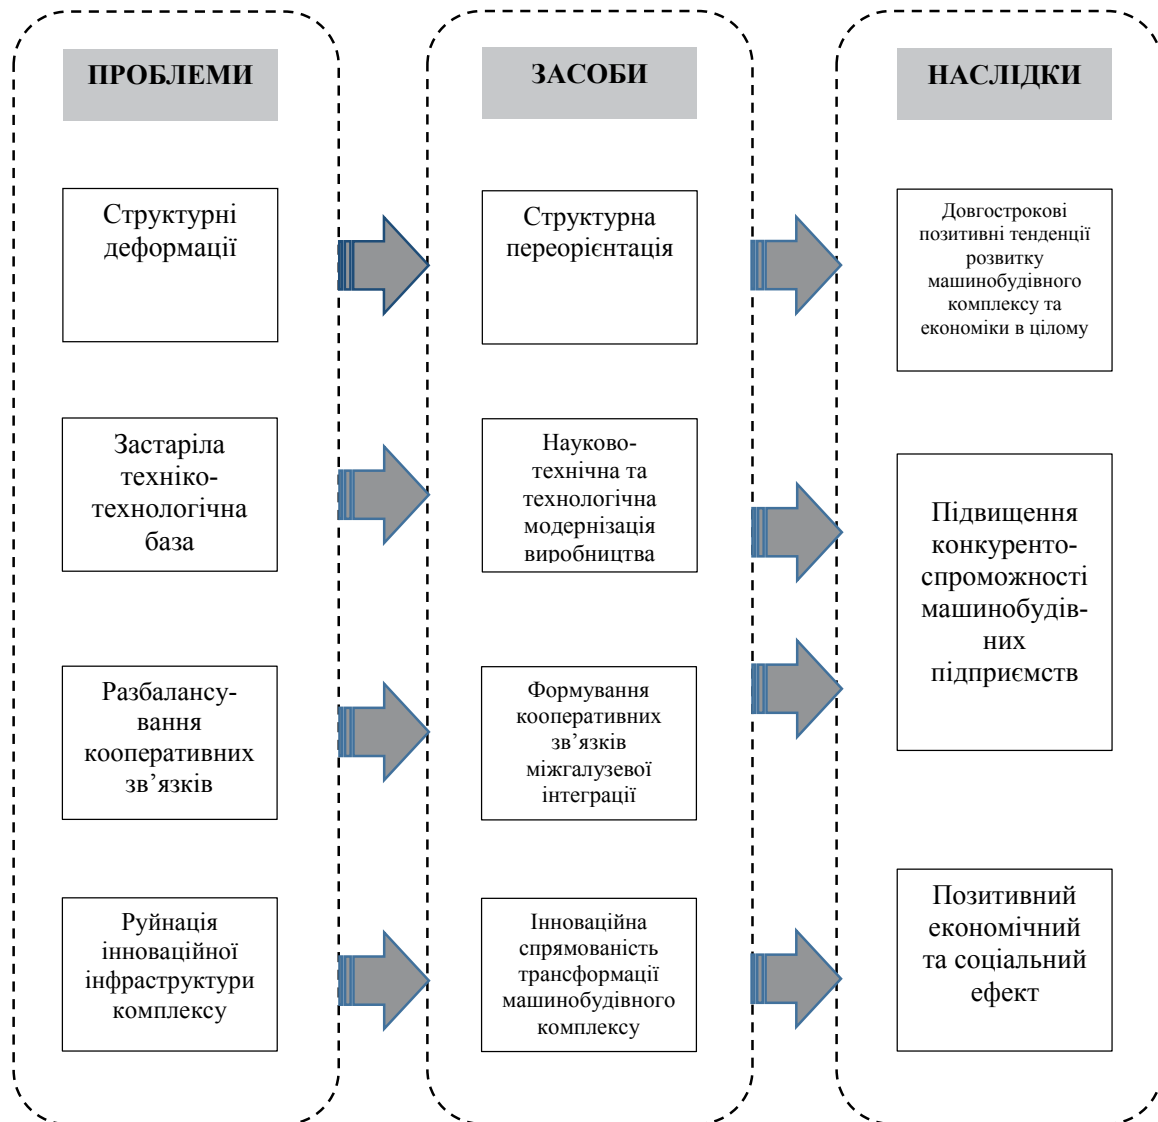 ПРОБЛЕМИ
Структурні
деформації
Застаріла
техніко-
технологічна
база
Разбалансу-
вання
кооперативних
зв’язків
Руйнація
інноваційної
інфраструктури
комплексу
ЗАСОБИ
Структурна
переорієнтація
Науково-
технічна та
технологічна
модернізація
виробництва
Формування
кооперативних
зв’язків
міжгалузевої
інтеграції
Інноваційна
спрямованість
трансформації
машинобудівного
комплексу
НАСЛІДКИ
Довгострокові
позитивні тенденції
розвитку
машинобудівного
комплексу та
економіки в цілому
Підвищення
конкуренто-
спроможності
машинобудів-
них
підприємств
Позитивний
економічний
та соціальний
ефект